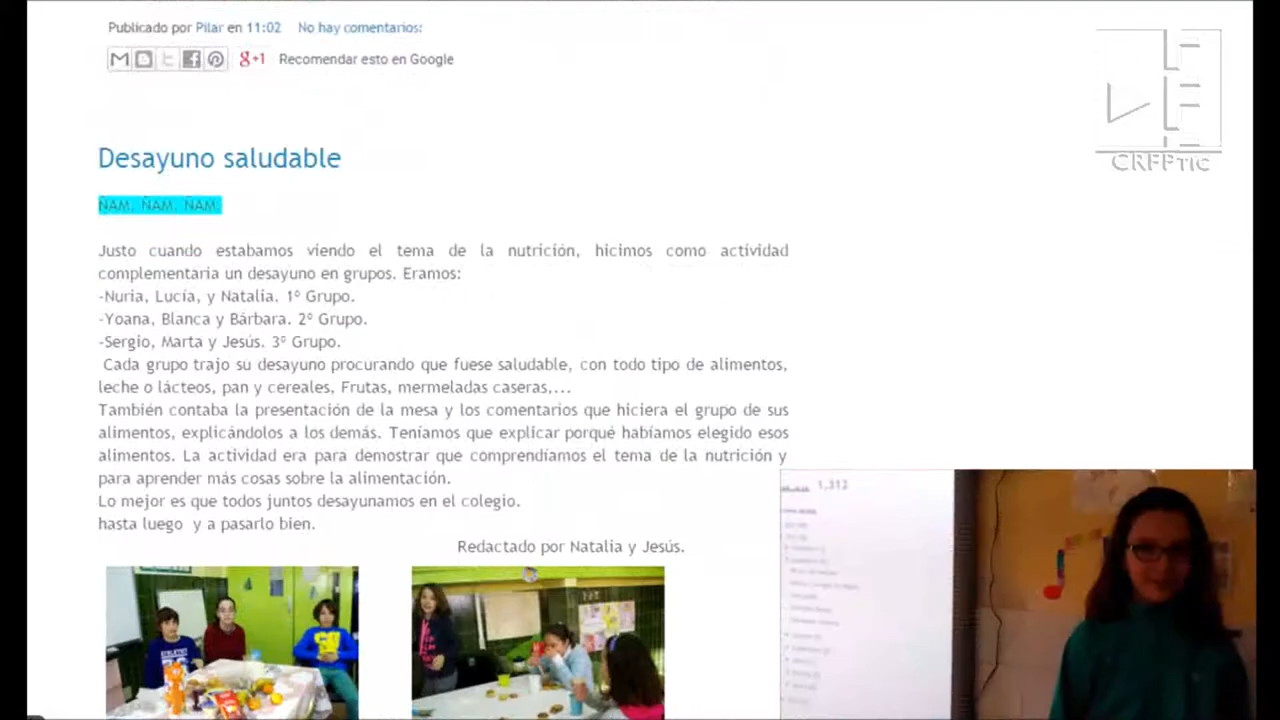 Publicado por Pilar en 11:02 No hay comentarios:
g+1 Recomendar esto en Google
CRFPTIC
Desayuno saludable
ÑAM, ÑAM, ÑAM.
Justo cuando estabamos viendo el tema de la nutrición, hicimos como actividad
complementaria un desayuno en grupos. Eramos:
-Nuria, Lucía, y Natalia. 1º Grupo.
-Yoana, Blanca y Bárbara. 2º Grupo.
-Sergio, Marta y Jesús. 3º Grupo.
Cada grupo trajo su desayuno procurando que fuese saludable, con todo tipo de alimentos,
leche o lácteos, pan y cereales, Frutas, mermeladas caseras,...
También contaba la presentación de la mesa y los comentarios que hiciera el grupo de sus
alimentos, explicándolos a los demás. Teníamos que explicar porqué habíamos elegido esos
alimentos. La actividad era para demostrar que comprendíamos el tema de la nutrición y
para aprender más cosas sobre la alimentación.
Lo mejor es que todos juntos desayunamos en el colegio.
hasta luego y a pasarlo bien.
Redactado por Natalia y Jesús.
1,312